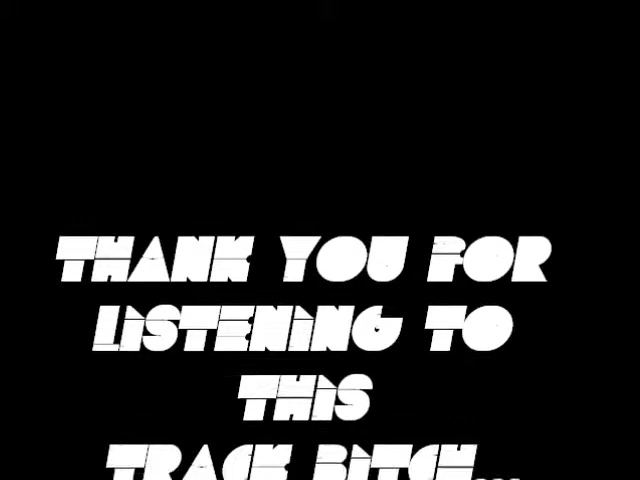 THANK YOU FOR
LISTENING TO
THIS
TRACK BITCH...